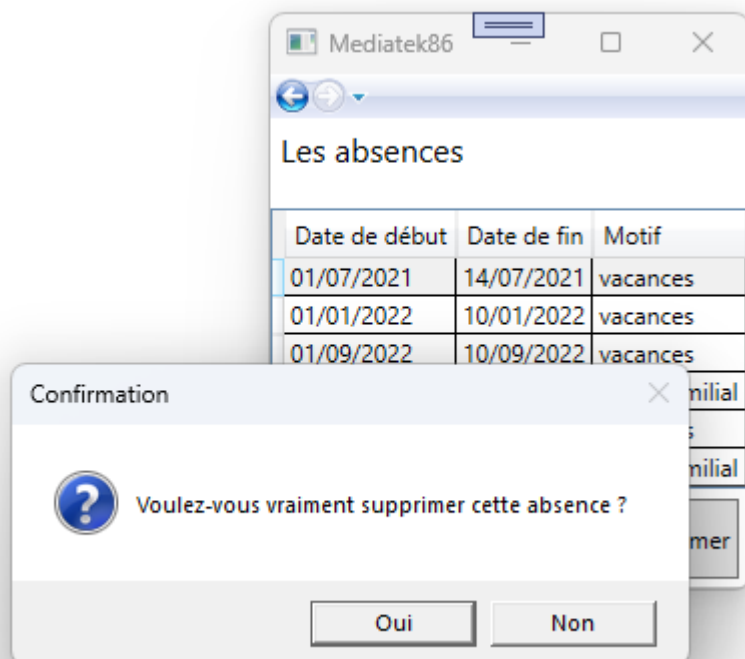 Mediatek86
Les absences
Date de début Date de fin Motif
01/07/2021 14/07/2021 vacances
01/01/2022 10/01/2022 vacances
01/09/2022 10/09/2022 vacances
Confirmation
Voulez-vous vraiment supprimer cette absence ?
Oui Non